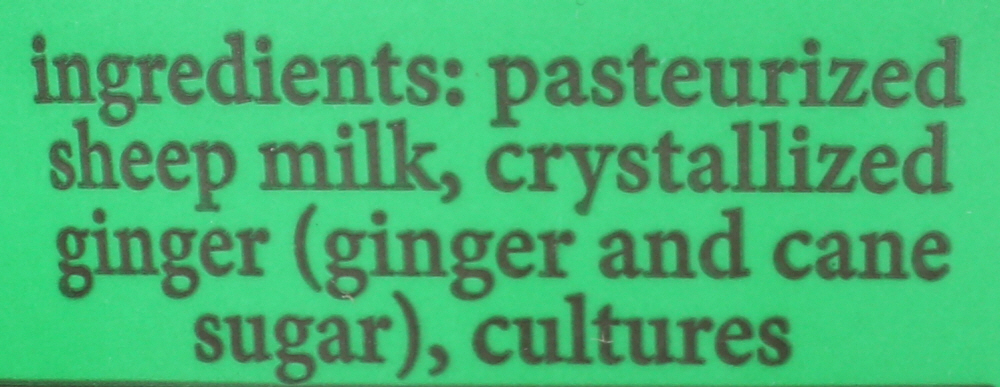 ingredients: pasteurized
sheep milk, crystallized
ginger (ginger and cane
sugar), cultures